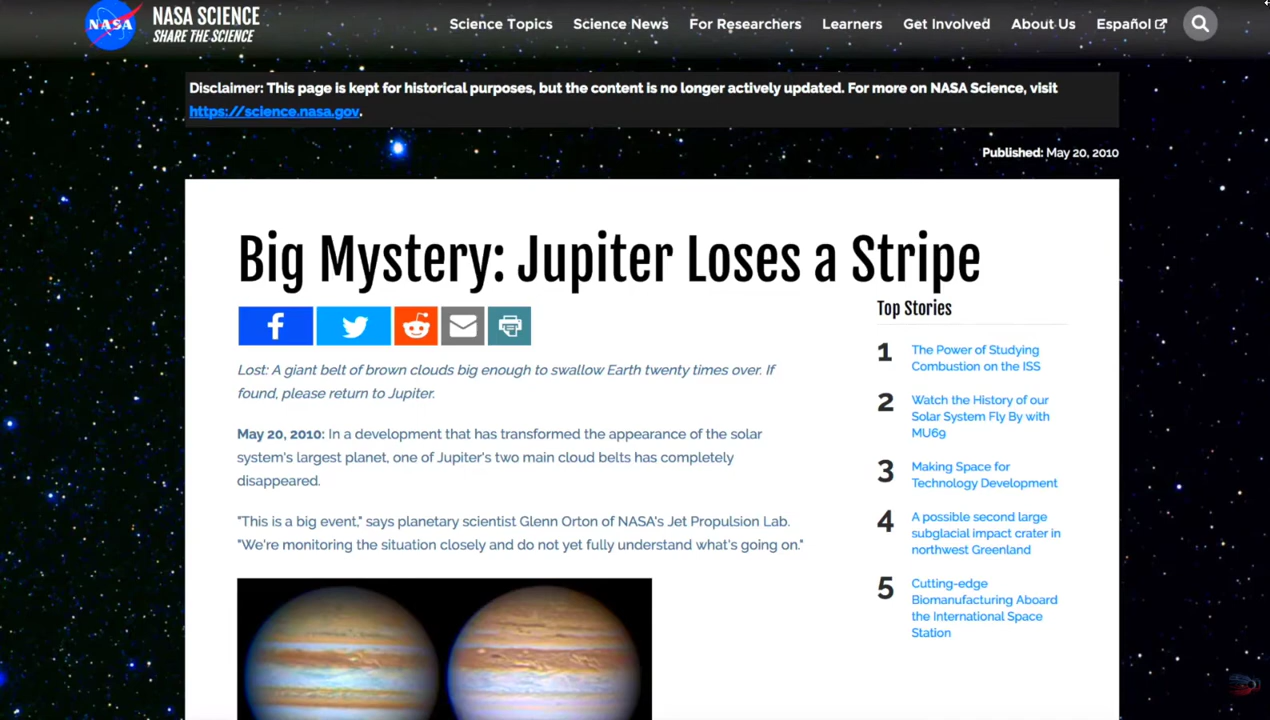 NASA
NASA SCIENCE
SHARE THE SCIENCE
Science Topics
Science News
For Researchers
Learners
Get Involved
About Us
Español
Disclaimer: This page is kept for historical purposes, but the content is no longer actively updated. For more on NASA Science, visit
https://science.nasa.gov.
Published: May 20, 2010
Big Mystery: Jupiter Loses a Stripe
Lost: A giant belt of brown clouds big enough to swallow Earth twenty times over. If
found, please return to Jupiter.
May 20, 2010: In a development that has transformed the appearance of the solar
system's largest planet, one of Jupiter's two main cloud belts has completely
disappeared.
"This is a big event," says planetary scientist Glenn Orton of NASA's Jet Propulsion Lab.
"We're monitoring the situation closely and do not yet fully understand what's going on."
Top Stories
1
The Power of Studying
Combustion on the ISS
2
Watch the History of our
Solar System Fly By with
MU69
3
Making Space for
Technology Development
4
A possible second large
subglacial impact crater in
northwest Greenland
5
Cutting-edge
Biomanufacturing Aboard
the International Space
Station